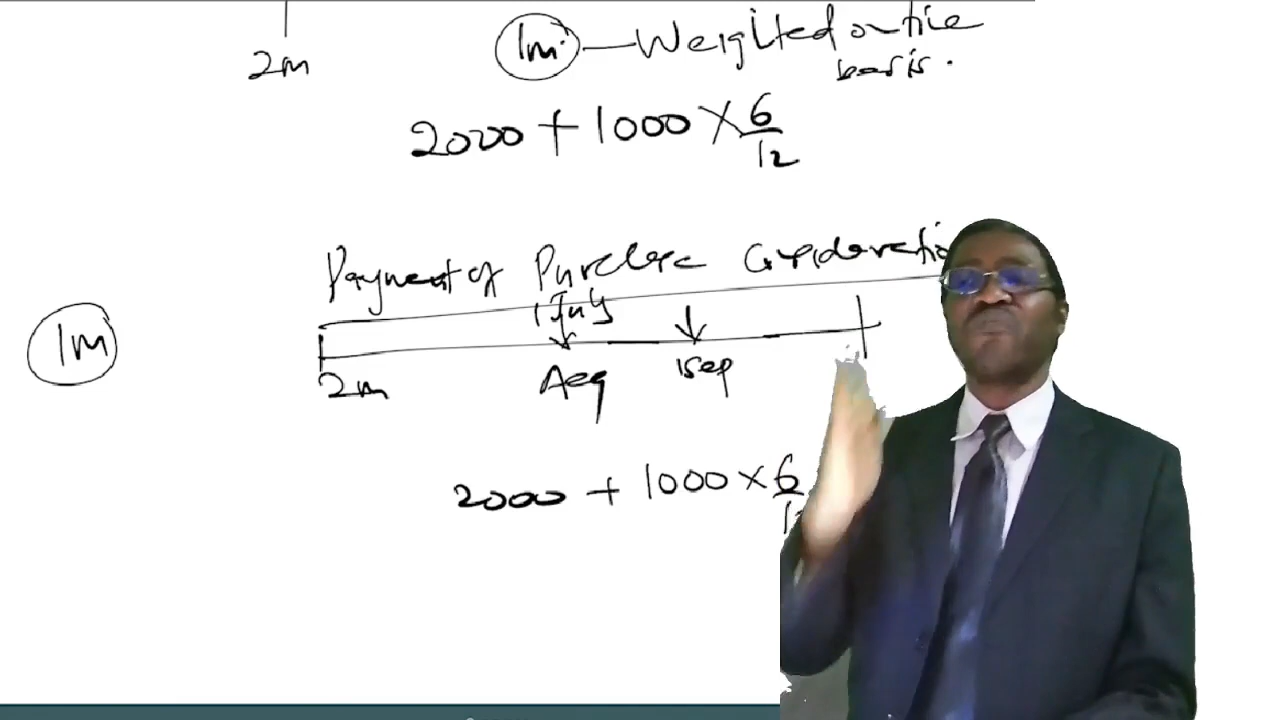 2m
1m — Weighted on time
basis.
2000 + 1000 × 6/12
Payment of Purchase Consideration
1 July
1m
2m
Acq
1 Sep
2000 + 1000 × 6